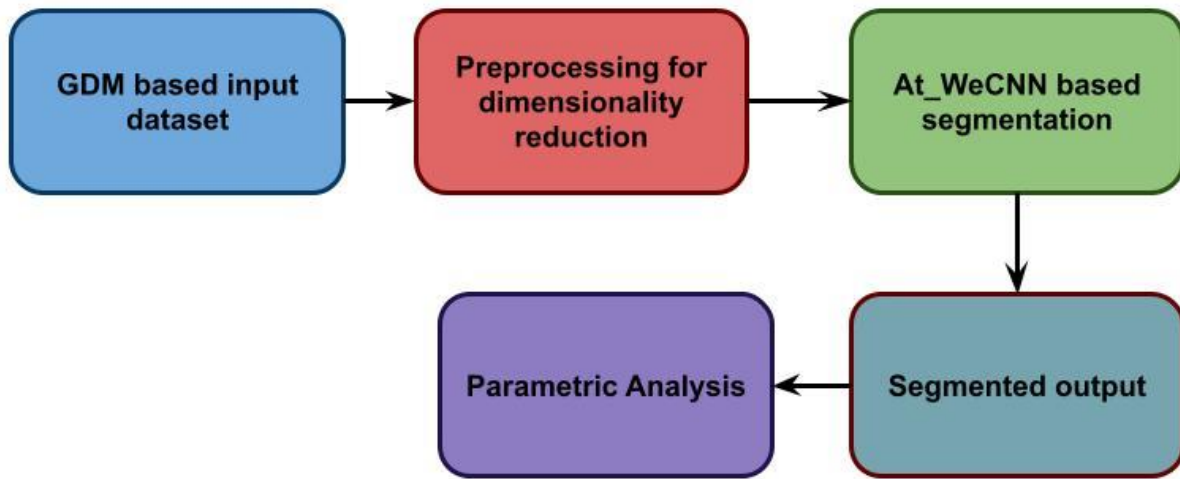 GDM based input
dataset
Preprocessing for
dimensionality
reduction
At_WeCNN based
segmentation
Segmented output
Parametric Analysis